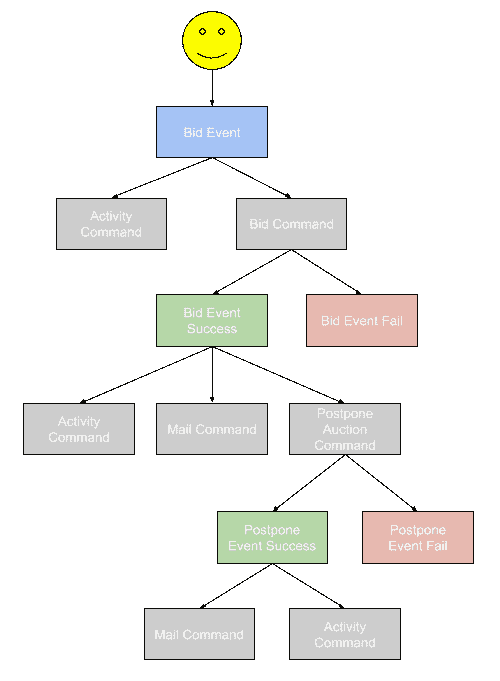 Bid Event
Activity
Command
Bid Command
Bid Event
Success
Bid Event Fail
Activity
Command
Mail Command
Postpone
Auction
Command
Postpone
Event Success
Postpone
Event Fail
Mail Command
Activity
Command